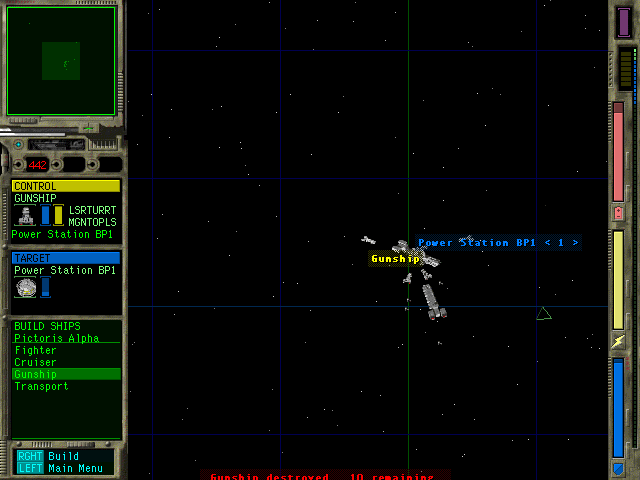 442
CONTROL
GUNSHIP
LSRTURRT
MGNTOPLS
Power Station BP1
TARGET
Power Station BP1
BUILD SHIPS
Pictoris Alpha
Fighter
Cruiser
Gunship
Transport
RGHT Build
LEFT Main Menu
Power Station BP1 < 1 >
Gunship
Gunship destroyed. 10 remaining